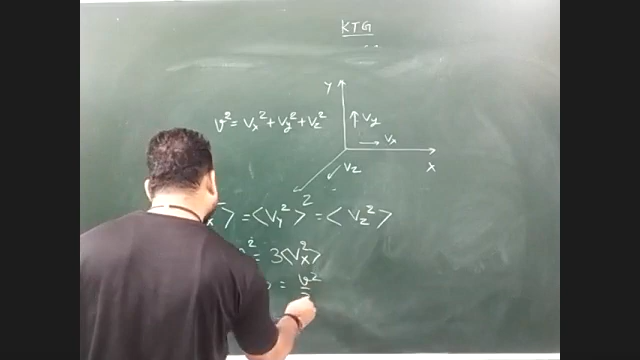 KTG
Y
v² = Vx² + Vy² + Vz²
Vy
Vx
X
Vz
x⟩ = ⟨Vy²⟩² = ⟨Vz²⟩
² = 3⟨Vx²⟩
= v²